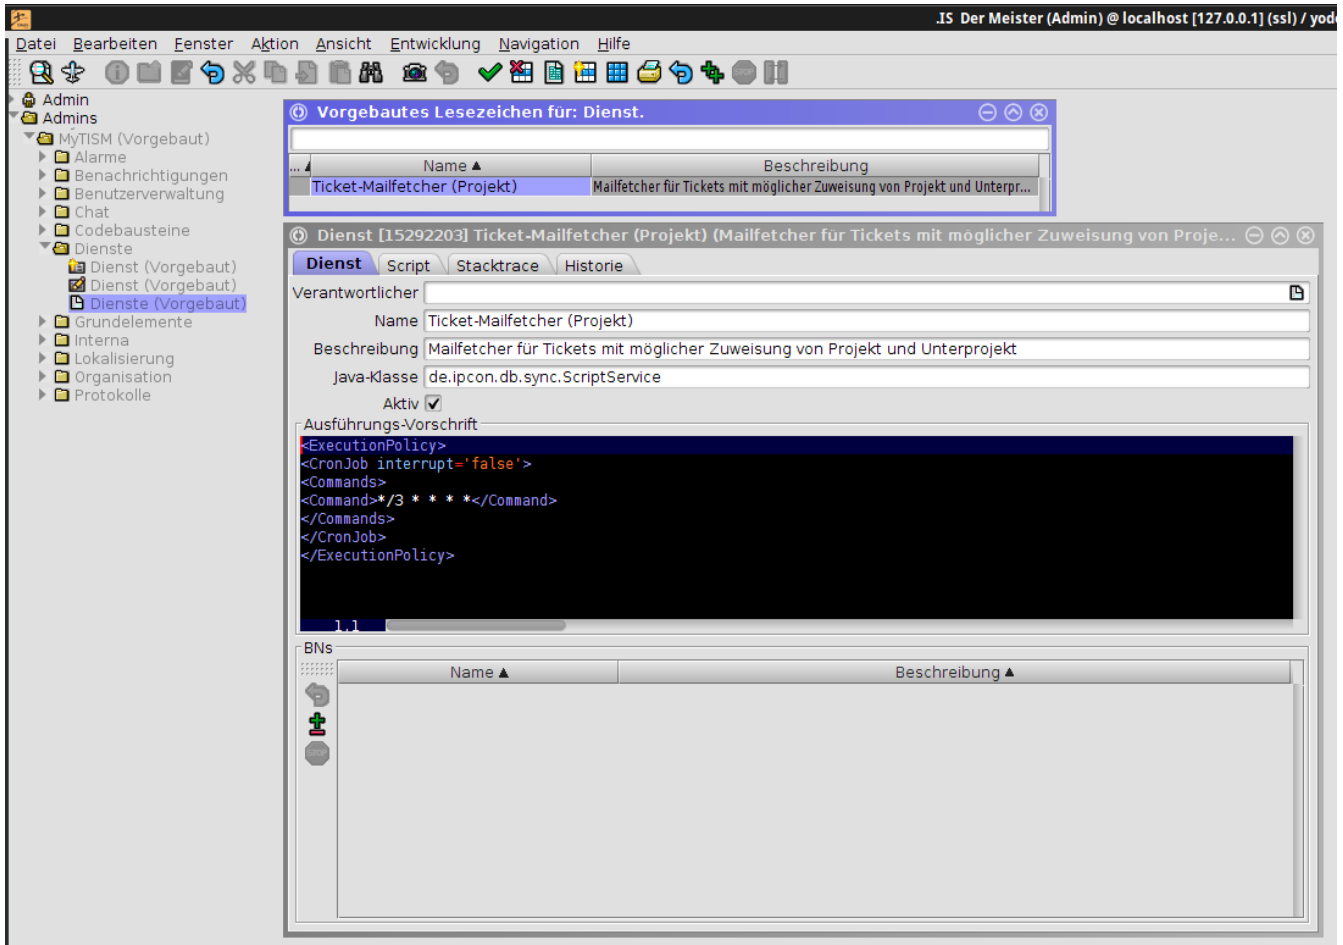 .IS Der Meister (Admin) @ localhost [127.0.0.1] (ssl) / yod
Datei Bearbeiten Fenster Aktion Ansicht Entwicklung Navigation Hilfe
Admin
Admins
MyTISM (Vorgebaut)
Alarme
Benachrichtigungen
Benutzerverwaltung
Chat
Codebausteine
Dienste
Dienst (Vorgebaut)
Dienst (Vorgebaut)
Dienste (Vorgebaut)
Grundelemente
Interna
Lokalisierung
Organisation
Protokolle
Vorgebautes Lesezeichen für: Dienst.
... Name Beschreibung
Ticket-Mailfetcher (Projekt) Mailfetcher für Tickets mit möglicher Zuweisung von Projekt und Unterpr...
Dienst [15292203] Ticket-Mailfetcher (Projekt) (Mailfetcher für Tickets mit möglicher Zuweisung von Proje...
Dienst Script Stacktrace Historie
Verantwortlicher
Name Ticket-Mailfetcher (Projekt)
Beschreibung Mailfetcher für Tickets mit möglicher Zuweisung von Projekt und Unterprojekt
Java-Klasse de.ipcon.db.sync.ScriptService
Aktiv
Ausführungs-Vorschrift
<ExecutionPolicy>
<CronJob interrupt='false'>
<Commands>
<Command>*/3 * * * *</Command>
</Commands>
</CronJob>
</ExecutionPolicy>
1,1
BNs
Name Beschreibung